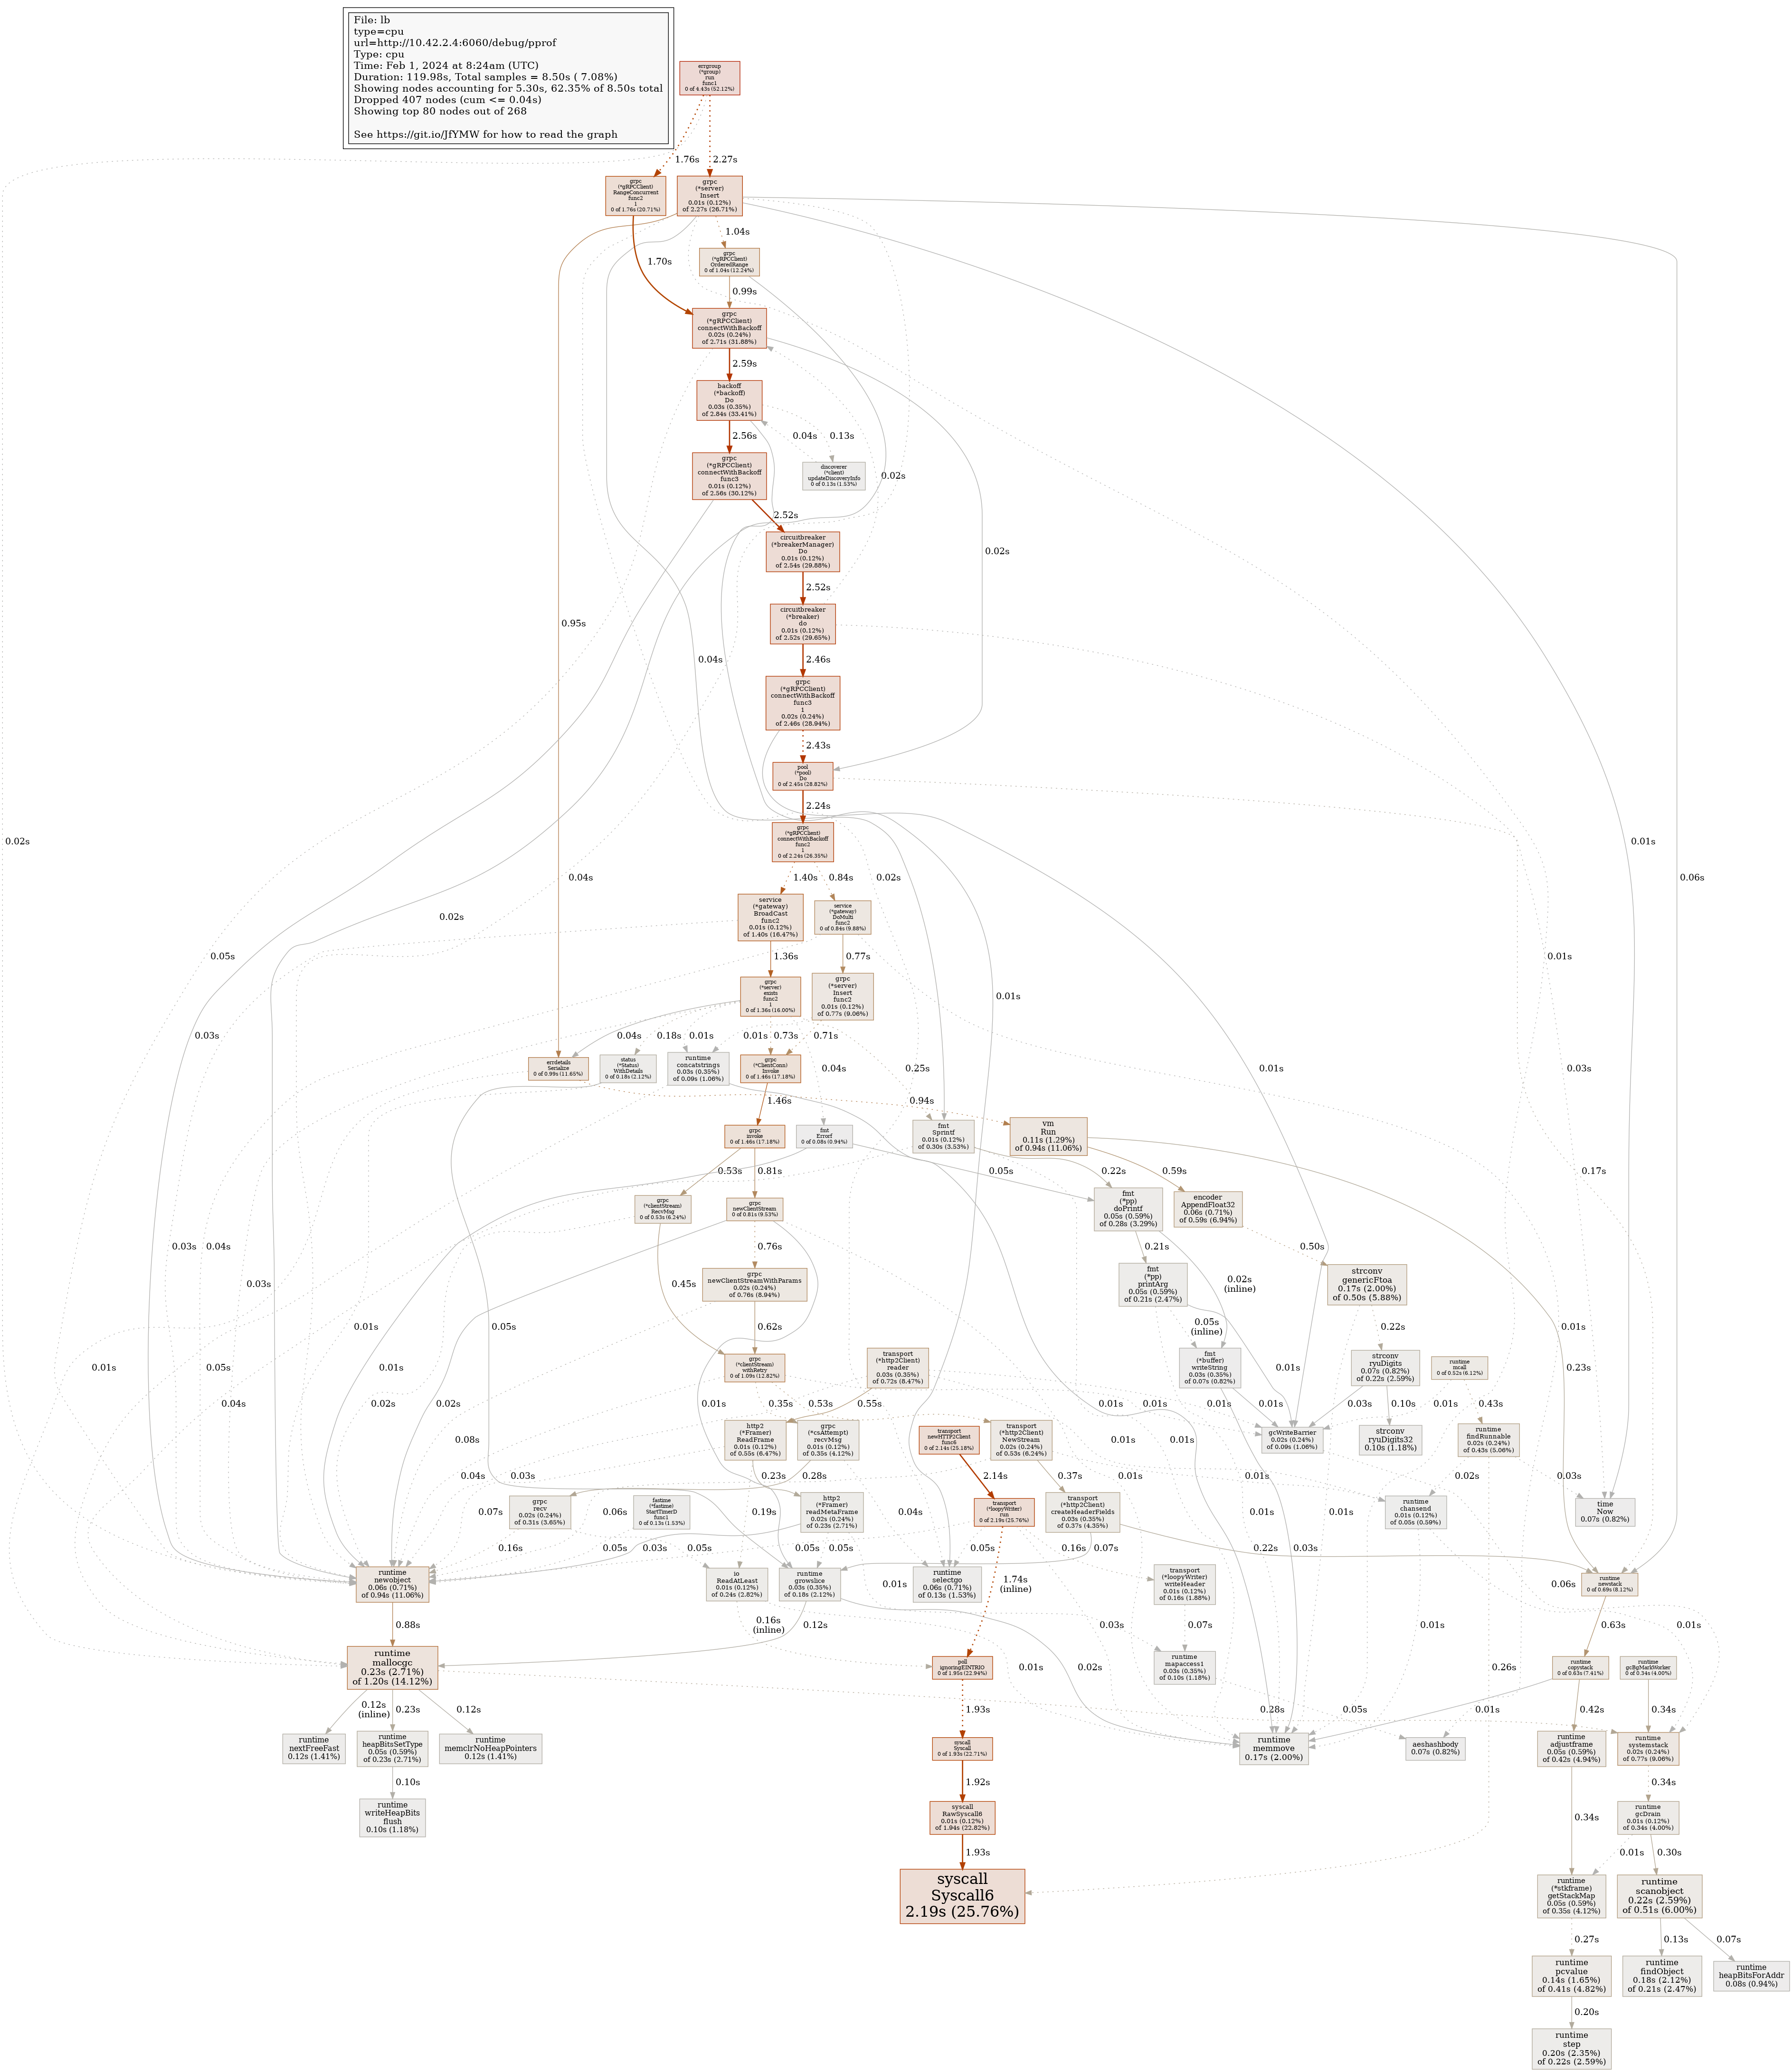 File: lb
type=cpu
url=http://10.42.2.4:6060/debug/pprof
Type: cpu
Time: Feb 1, 2024 at 8:24am (UTC)
Duration: 119.98s, Total samples = 8.50s ( 7.08%)
Showing nodes accounting for 5.30s, 62.35% of 8.50s total
Dropped 407 nodes (cum <= 0.04s)
Showing top 80 nodes out of 268
See https://git.io/JfYMW for how to read the graph
errgroup
(*group)
run
func1
0 of 4.43s (52.12%)
1.76s
2.27s
grpc
(*gRPCClient)
RangeConcurrent
func2
1
0 of 1.76s (20.71%)
grpc
(*server)
Insert
0.01s (0.12%)
of 2.27s (26.71%)
1.04s
1.70s
grpc
(*gRPCClient)
OrderedRange
0 of 1.04s (12.24%)
0.99s
grpc
(*gRPCClient)
connectWithBackoff
0.02s (0.24%)
of 2.71s (31.88%)
2.59s
backoff
(*backoff)
Do
0.03s (0.35%)
of 2.84s (33.41%)
2.56s
0.04s
0.13s
grpc
(*gRPCClient)
connectWithBackoff
func3
0.01s (0.12%)
of 2.56s (30.12%)
discoverer
(*client)
updateDiscoveryInfo
0 of 0.13s (1.53%)
0.02s
2.52s
circuitbreaker
(*breakerManager)
Do
0.01s (0.12%)
of 2.54s (29.88%)
0.02s
2.52s
circuitbreaker
(*breaker)
do
0.01s (0.12%)
of 2.52s (29.65%)
0.95s
0.04s
2.46s
grpc
(*gRPCClient)
connectWithBackoff
func3
1
0.02s (0.24%)
of 2.46s (28.94%)
2.43s
pool
(*pool)
Do
0 of 2.45s (28.82%)
2.24s
0.02s
0.01s
0.06s
grpc
(*gRPCClient)
connectWithBackoff
func2
1
0 of 2.24s (26.35%)
0.04s
1.40s
0.84s
0.02s
service
(*gateway)
BroadCast
func2
0.01s (0.12%)
of 1.40s (16.47%)
service
(*gateway)
DoMulti
func2
0 of 0.84s (9.88%)
0.02s
0.05s
1.36s
0.77s
0.01s
grpc
(*server)
exists
func2
1
0 of 1.36s (16.00%)
grpc
(*server)
Insert
func2
0.01s (0.12%)
of 0.77s (9.06%)
0.01s
0.03s
0.04s
0.18s
0.01s
0.01s
0.73s
0.71s
errdetails
Serialize
0 of 0.99s (11.65%)
status
(*Status)
WithDetails
0 of 0.18s (2.12%)
runtime
concatstrings
0.03s (0.35%)
of 0.09s (1.06%)
grpc
(*ClientConn)
Invoke
0 of 1.46s (17.18%)
0.04s
0.25s
0.01s
0.03s
1.46s
0.94s
0.17s
grpc
invoke
0 of 1.46s (17.18%)
fmt
Errorf
0 of 0.08s (0.94%)
fmt
Sprintf
0.01s (0.12%)
of 0.30s (3.53%)
vm
Run
0.11s (1.29%)
of 0.94s (11.06%)
0.53s
0.81s
0.05s
0.22s
0.59s
grpc
(*clientStream)
RecvMsg
0 of 0.53s (6.24%)
grpc
newClientStream
0 of 0.81s (9.53%)
fmt
(*pp)
doPrintf
0.05s (0.59%)
of 0.28s (3.29%)
encoder
AppendFloat32
0.06s (0.71%)
of 0.59s (6.94%)
0.03s
0.04s
0.76s
0.21s
0.50s
0.03s
0.45s
grpc
newClientStreamWithParams
0.02s (0.24%)
of 0.76s (8.94%)
fmt
(*pp)
printArg
0.05s (0.59%)
of 0.21s (2.47%)
0.02s
(inline)
strconv
genericFtoa
0.17s (2.00%)
of 0.50s (5.88%)
0.01s
0.05s
0.62s
0.05s
(inline)
0.22s
0.01s
0.23s
0.01s
0.05s
0.01s
grpc
(*clientStream)
withRetry
0 of 1.09s (12.82%)
transport
(*http2Client)
reader
0.03s (0.35%)
of 0.72s (8.47%)
fmt
(*buffer)
writeString
0.03s (0.35%)
of 0.07s (0.82%)
0.01s
strconv
ryuDigits
0.07s (0.82%)
of 0.22s (2.59%)
runtime
mcall
0 of 0.52s (6.12%)
0.04s
0.02s
0.02s
0.01s
0.35s
0.53s
0.55s
0.01s
0.01s
0.01s
0.01s
0.03s
0.10s
0.01s
0.43s
http2
(*Framer)
ReadFrame
0.01s (0.12%)
of 0.55s (6.47%)
grpc
(*csAttempt)
recvMsg
0.01s (0.12%)
of 0.35s (4.12%)
transport
newHTTP2Client
func6
0 of 2.14s (25.18%)
transport
(*http2Client)
NewStream
0.02s (0.24%)
of 0.53s (6.24%)
gcWriteBarrier
0.02s (0.24%)
of 0.09s (1.06%)
strconv
ryuDigits32
0.10s (1.18%)
runtime
findRunnable
0.02s (0.24%)
of 0.43s (5.06%)
0.08s
0.04s
0.03s
0.23s
0.28s
2.14s
0.37s
0.01s
0.01s
0.01s
0.02s
0.03s
grpc
recv
0.02s (0.24%)
of 0.31s (3.65%)
fastime
(*fastime)
StartTimerD
func1
0 of 0.13s (1.53%)
http2
(*Framer)
readMetaFrame
0.02s (0.24%)
of 0.23s (2.71%)
transport
(*loopyWriter)
run
0 of 2.19s (25.76%)
transport
(*http2Client)
createHeaderFields
0.03s (0.35%)
of 0.37s (4.35%)
runtime
chansend
0.01s (0.12%)
of 0.05s (0.59%)
time
Now
0.07s (0.82%)
0.07s
0.06s
0.19s
0.04s
0.01s
0.01s
0.03s
0.16s
0.03s
0.05s
0.05s
0.05s
0.05s
0.16s
0.07s
0.22s
runtime
newobject
0.06s (0.71%)
of 0.94s (11.06%)
io
ReadAtLeast
0.01s (0.12%)
of 0.24s (2.82%)
runtime
growslice
0.03s (0.35%)
of 0.18s (2.12%)
0.01s
runtime
selectgo
0.06s (0.71%)
of 0.13s (1.53%)
1.74s
(inline)
transport
(*loopyWriter)
writeHeader
0.01s (0.12%)
of 0.16s (1.88%)
0.06s
runtime
newstack
0 of 0.69s (8.12%)
0.88s
0.16s
(inline)
0.12s
0.03s
0.07s
0.01s
0.01s
0.63s
runtime
mallocgc
0.23s (2.71%)
of 1.20s (14.12%)
poll
ignoringEINTRIO
0 of 1.95s (22.94%)
runtime
mapaccess1
0.03s (0.35%)
of 0.10s (1.18%)
runtime
copystack
0 of 0.63s (7.41%)
runtime
gcBgMarkWorker
0 of 0.34s (4.00%)
0.02s
0.01s
0.26s
0.12s
(inline)
0.23s
0.12s
1.93s
0.28s
0.05s
0.01s
0.42s
0.34s
runtime
nextFreeFast
0.12s (1.41%)
runtime
heapBitsSetType
0.05s (0.59%)
of 0.23s (2.71%)
runtime
memclrNoHeapPointers
0.12s (1.41%)
syscall
Syscall
0 of 1.93s (22.71%)
runtime
memmove
0.17s (2.00%)
aeshashbody
0.07s (0.82%)
runtime
adjustframe
0.05s (0.59%)
of 0.42s (4.94%)
runtime
systemstack
0.02s (0.24%)
of 0.77s (9.06%)
0.10s
1.92s
0.34s
0.34s
runtime
writeHeapBits
flush
0.10s (1.18%)
syscall
RawSyscall6
0.01s (0.12%)
of 1.94s (22.82%)
runtime
gcDrain
0.01s (0.12%)
of 0.34s (4.00%)
1.93s
0.01s
0.30s
syscall
Syscall6
2.19s (25.76%)
runtime
(*stkframe)
getStackMap
0.05s (0.59%)
of 0.35s (4.12%)
runtime
scanobject
0.22s (2.59%)
of 0.51s (6.00%)
0.27s
0.13s
0.07s
runtime
pcvalue
0.14s (1.65%)
of 0.41s (4.82%)
runtime
findObject
0.18s (2.12%)
of 0.21s (2.47%)
runtime
heapBitsForAddr
0.08s (0.94%)
0.20s
runtime
step
0.20s (2.35%)
of 0.22s (2.59%)